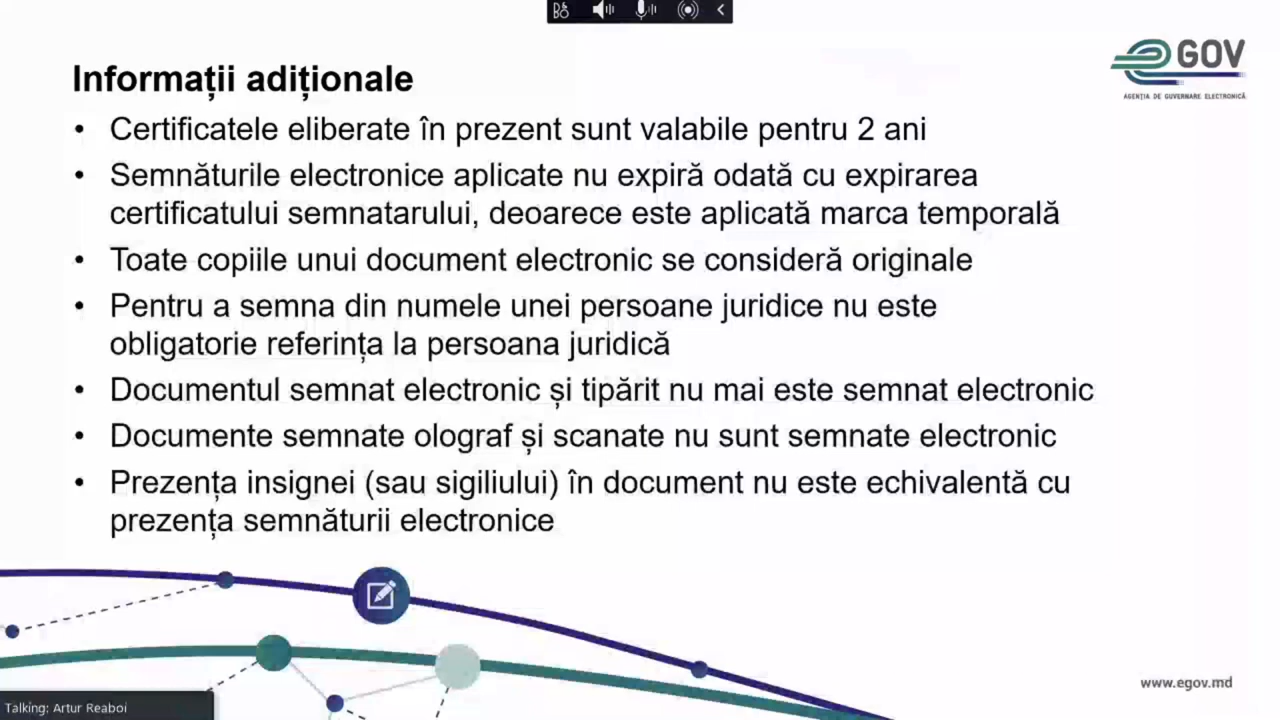 Informații adiționale
GOV
AGENȚIA DE GUVERNARE ELECTRONICĂ
• Certificatele eliberate în prezent sunt valabile pentru 2 ani
• Semnăturile electronice aplicate nu expiră odată cu expirarea
certificatului semnatarului, deoarece este aplicată marca temporală
• Toate copiile unui document electronic se consideră originale
• Pentru a semna din numele unei persoane juridice nu este
obligatorie referința la persoana juridică
• Documentul semnat electronic și tipărit nu mai este semnat electronic
• Documente semnate olograf și scanate nu sunt semnate electronic
• Prezența insignei (sau sigiliului) în document nu este echivalentă cu
prezența semnăturii electronice
www.egov.md
Talking: Artur Reaboi